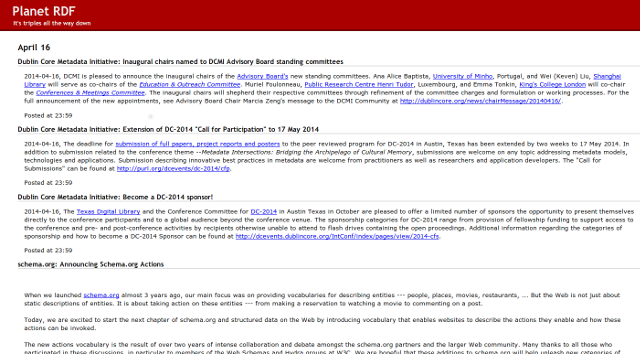 Planet RDF
It's triples all the way down
April 16
Dublin Core Metadata Initiative: Inaugural chairs named to DCMI Advisory Board standing committees
2014-04-16, DCMI is pleased to announce the inaugural chairs of the Advisory Board's new standing committees. Ana Alice Baptista, University of Minho, Portugal, and Wei (Keven) Liu, Shanghai
Library will serve as co-chairs of the Education & Outreach Committee. Muriel Foulonneau, Public Research Centre Henri Tudor, Luxembourg, and Emma Tonkin, King's College London will co-chair
the Conferences & Meetings Committee. The inaugural chairs will shepherd their respective committees through refinement of the committee charges and formulation of working processes. For the
full announcement of the new appointments, see Advisory Board Chair Marcia Zeng's message to the DCMI Community at http://dublincore.org/news/chairMessage/20140416/.
Posted at 23:59
Dublin Core Metadata Initiative: Extension of DC-2014 "Call for Participation" to 17 May 2014
2014-04-16, The deadline for submission of full papers, project reports and posters to the peer reviewed program for DC-2014 in Austin, Texas has been extended by two weeks to 17 May 2014. In
addition to submission related to the conference theme --Metadata Intersections: Bridging the Archipelago of Cultural Memory, submissions are welcome on any topic addressing metadata models,
technologies and applications. Submission describing innovative best practices in metadata are welcome from practitioners as well as researchers and application developers. The "Call for
Submissions" can be found at http://purl.org/dcevents/dc-2014/cfp.
Posted at 23:59
Dublin Core Metadata Initiative: Become a DC-2014 sponsor!
2014-04-16, The Texas Digital Library and the Conference Committee for DC-2014 in Austin Texas in October are pleased to offer a limited number of sponsors the opportunity to present themselves
directly to the conference participants and to a global audience beyond the conference venue. The sponsorship categories for DC-2014 range from provision of fellowship funding to support access to
the conference and pre- and post-conference activities by recipients otherwise unable to attend to flash drives containing the open proceedings. Additional information regarding the categories of
sponsorship and how to become a DC-2014 Sponsor can be found at http://dcevents.dublincore.org/IntConf/index/pages/view/2014-cfs.
Posted at 23:59
schema.org: Announcing Schema.org Actions
When we launched schema.org almost 3 years ago, our main focus was on providing vocabularies for describing entities --- people, places, movies, restaurants, ... But the Web is not just about
static descriptions of entities. It is about taking action on these entities --- from making a reservation to watching a movie to commenting on a post.
Today, we are excited to start the next chapter of schema.org and structured data on the Web by introducing vocabulary that enables websites to describe the actions they enable and how these
actions can be invoked.
The new actions vocabulary is the result of over two years of intense collaboration and debate amongst the schema.org partners and the larger Web community. Many thanks to all those who
participated in these discussions, in particular to members of the Web Schemas and Hydra groups at W3C. We are hopeful that these additions to schema.org will help unleash new categories of